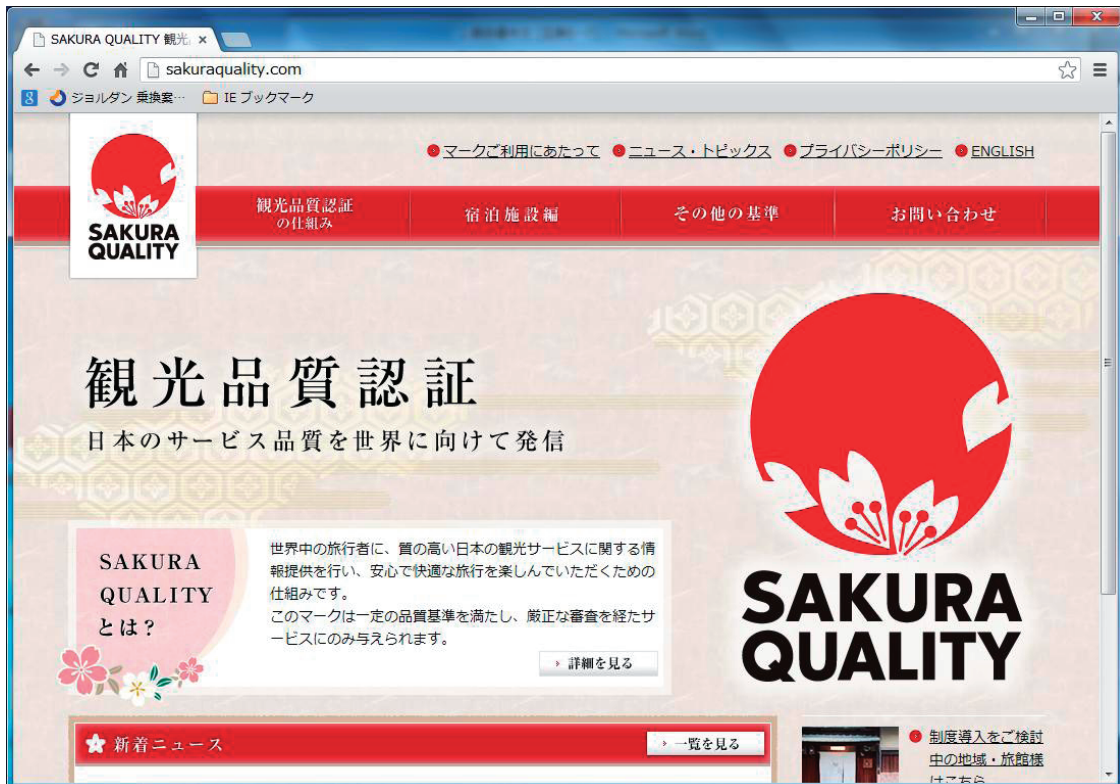 SAKURA QUALITY 観光
sakuraquality.com
ジョルダン 乗換案…
IE ブックマーク
マークご利用にあたって
ニュース・トピックス
プライバシーポリシー
ENGLISH
SAKURA
QUALITY
観光品質認証
の仕組み
宿泊施設編
その他の基準
お問い合わせ
観光品質認証
日本のサービス品質を世界に向けて発信
SAKURA
QUALITY
とは?
世界中の旅行者に、質の高い日本の観光サービスに関する情
報提供を行い、安心で快適な旅行を楽しんでいただくための
仕組みです。
このマークは一定の品質基準を満たし、厳正な審査を経たサ
ービスにのみ与えられます。
詳細を見る
SAKURA
QUALITY
新着ニュース
一覧を見る
制度導入をご検討
中の地域・旅館様
はこちら